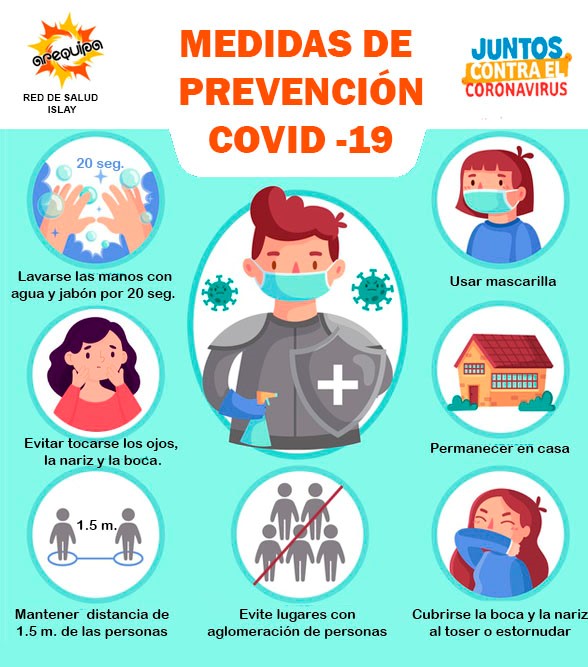 arequipa
RED DE SALUD
ISLAY
MEDIDAS DE
PREVENCIÓN
COVID -19
JUNTOS
CONTRA EL
CORONAVIRUS
20 seg.
Lavarse las manos con
agua y jabón por 20 seg.
Usar mascarilla
Evitar tocarse los ojos,
la nariz y la boca.
Permanecer en casa
1.5 m.
Mantener distancia de
1.5 m. de las personas
Evite lugares con
aglomeración de personas
Cubrirse la boca y la nariz
al toser o estornudar